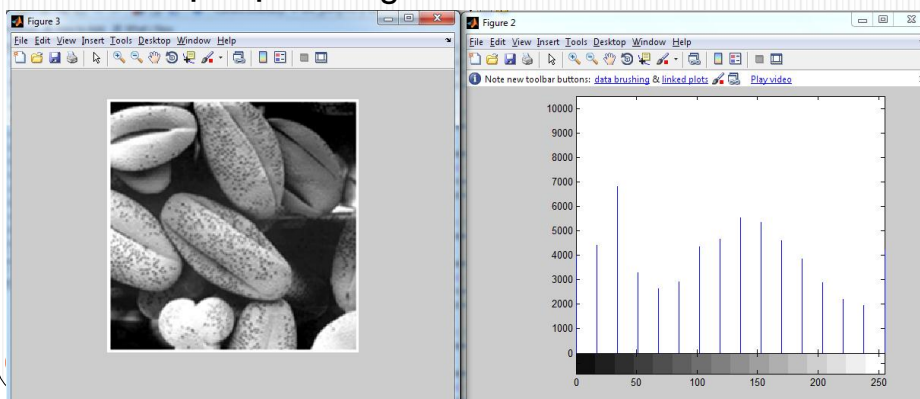 Figure 3
File Edit View Insert Tools Desktop Window Help
Figure 2
File Edit View Insert Tools Desktop Window Help
Note new toolbar buttons: data brushing & linked plots Play video
10000
9000
8000
7000
6000
5000
4000
3000
2000
1000
0
0 50 100 150 200 250